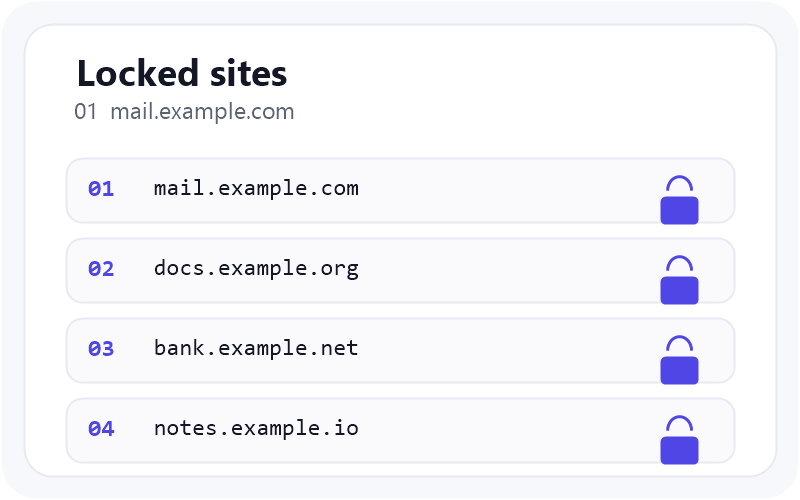 Locked sites
01 mail.example.com
01 mail.example.com
02 docs.example.org
03 bank.example.net
04 notes.example.io